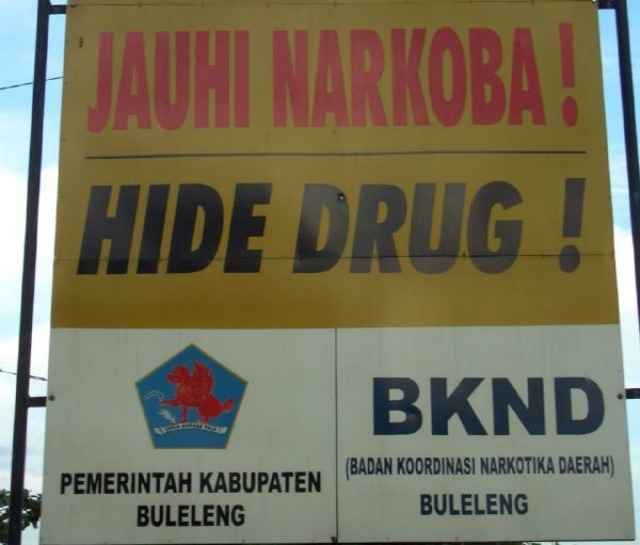 JAUHI NARKOBA !
HIDE DRUG !
PEMERINTAH KABUPATEN
BULELENG
BKND
(BADAN KOORDINASI NARKOTIKA DAERAH)
BULELENG